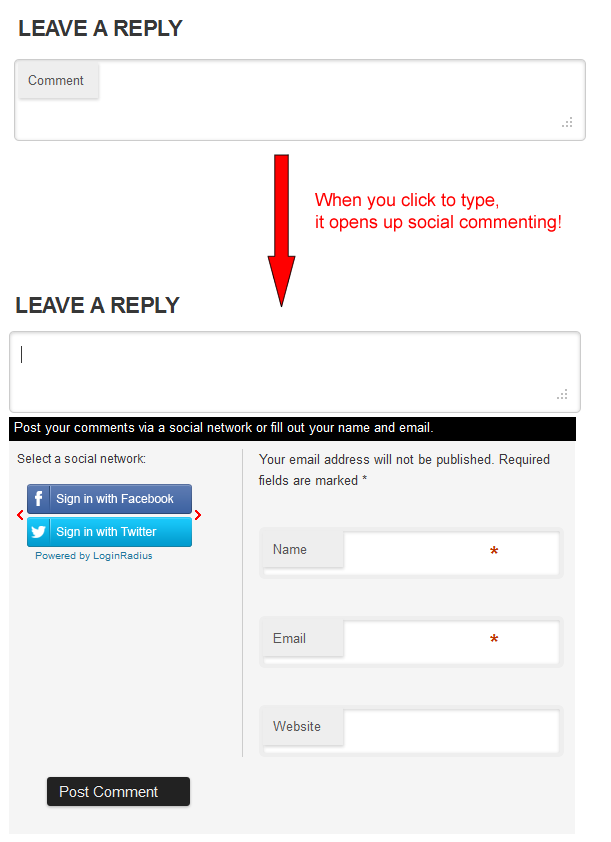 LEAVE A REPLY
Comment
When you click to type,
it opens up social commenting!
LEAVE A REPLY
Post your comments via a social network or fill out your name and email.
Select a social network:
Sign in with Facebook
Sign in with Twitter
Powered by LoginRadius
Your email address will not be published. Required
fields are marked *
Name *
Email *
Website
Post Comment